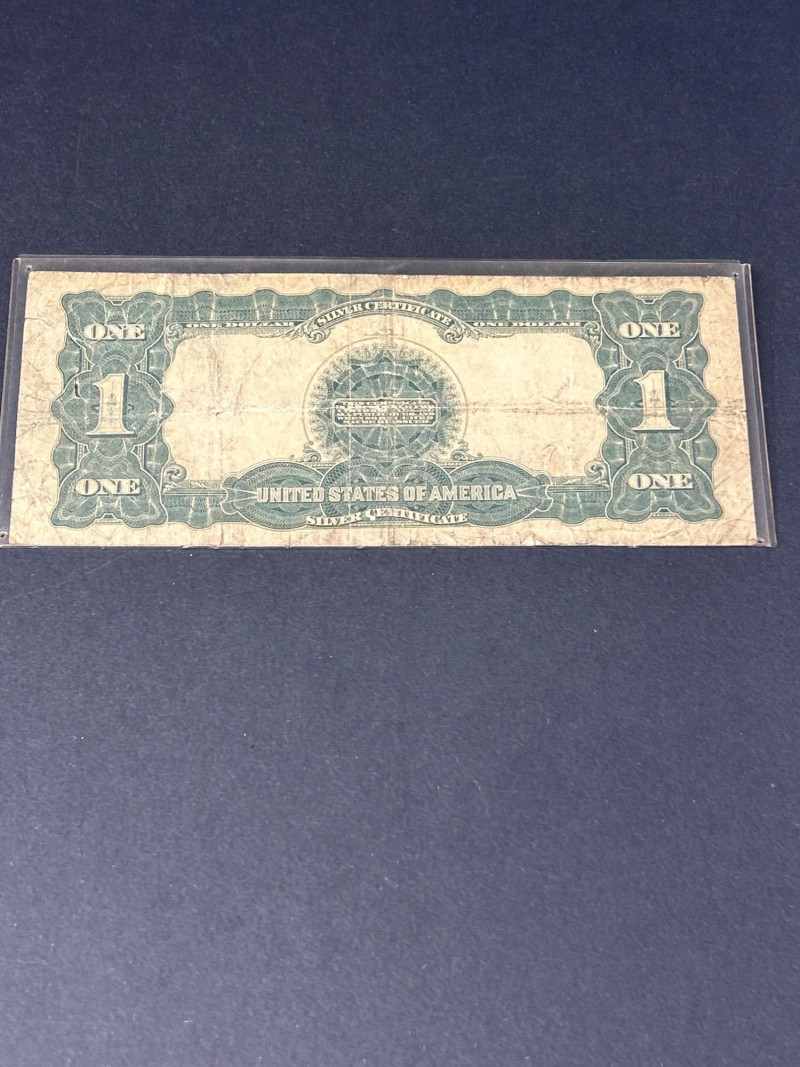 ONE
ONE DOLLAR SILVER CERTIFICATE ONE DOLLAR
ONE
1
1
ONE
UNITED STATES OF AMERICA
ONE
SILVER CERTIFICATE